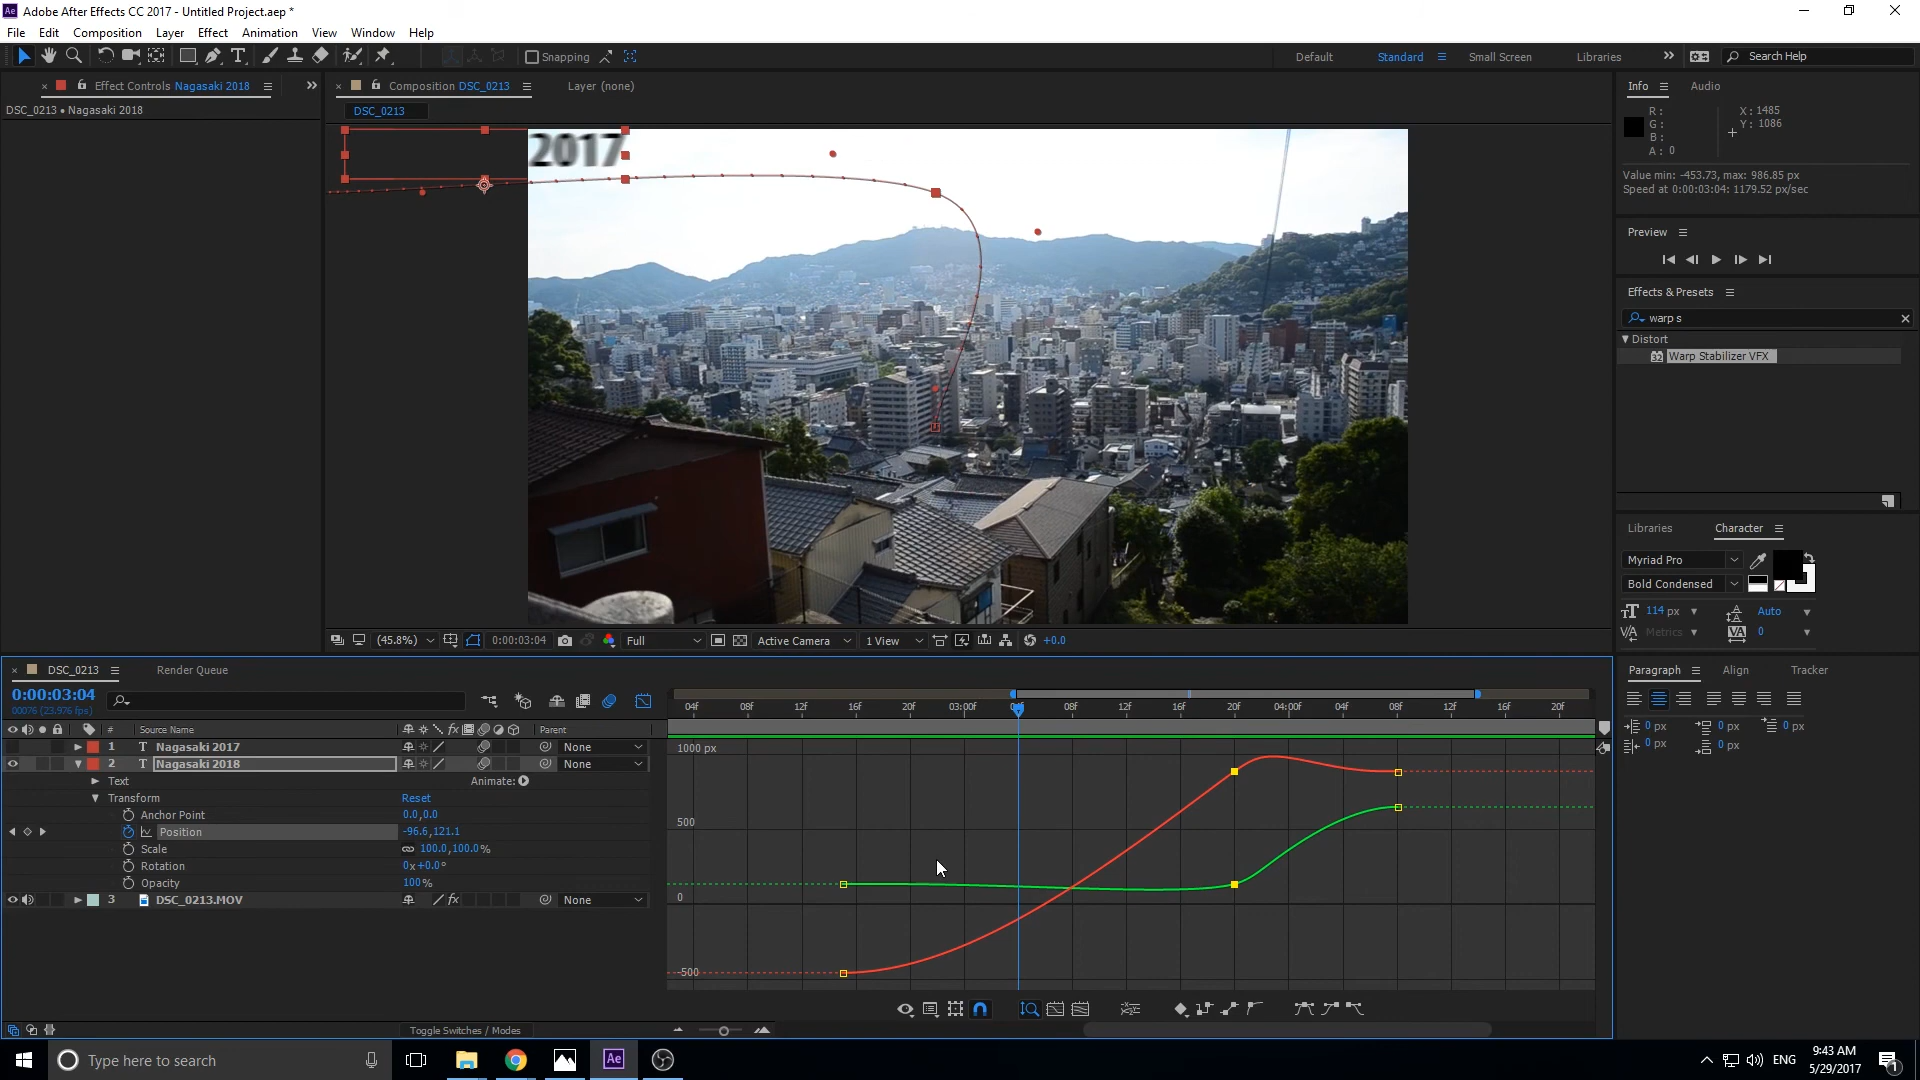 Adobe After Effects CC 2017 - Untitled Project.aep *
File Edit Composition Layer Effect Animation View Window Help
Snapping
Default Standard Small Screen Libraries Search Help
Effect Controls Nagasaki 2018
DSC_0213 • Nagasaki 2018
Composition DSC_0213
Layer (none)
DSC_0213
2017
(45.8%) 0:00:03:04 Full Active Camera 1 View +0.0
Info Audio
R :
G :
B :
A : 0
X : 1485
Y : 1086
Value min: -453.73, max: 986.85 px
Speed at 0:00:03:04: 1179.52 px/sec
Preview
Effects & Presets
warp s
Distort
32 Warp Stabilizer VFX
Libraries Character
Myriad Pro
Bold Condensed
114 px Auto
Metrics 0
Paragraph Align Tracker
0 px 0 px 0 px
0 px 0 px
DSC_0213 Render Queue
0:00:03:04
00076 (23.976 fps)
# Source Name fx Parent
1 T Nagasaki 2017 None
2 T Nagasaki 2018 None
Text Animate:
Transform Reset
Anchor Point 0.0,0.0
Position -96.6,121.1
Scale 100.0,100.0%
Rotation 0x+0.0°
Opacity 100%
3 DSC_0213.MOV fx None
04f 08f 12f 16f 20f 03:00f 08f 12f 16f 20f 04:00f 04f 08f 12f 16f 20f
1000 px
500
0
-500
Toggle Switches / Modes
Type here to search
Ae
ENG
9:43 AM
5/29/2017
1